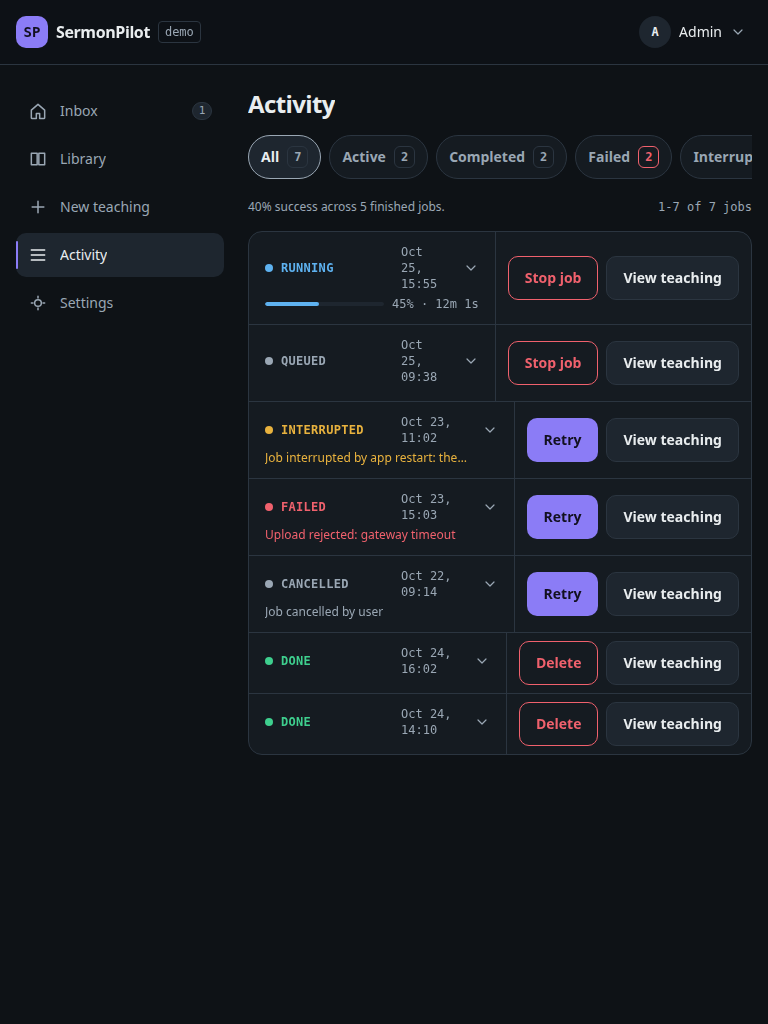 SP SermonPilot demo
A Admin
Inbox 1
Library
New teaching
Activity
Settings
Activity
All 7 Active 2 Completed 2 Failed 2 Interrup
40% success across 5 finished jobs. 1-7 of 7 jobs
RUNNING
Oct
25,
15:55
45% · 12m 1s
Stop job View teaching
QUEUED
Oct
25,
09:38
Stop job View teaching
INTERRUPTED
Oct 23,
11:02
Job interrupted by app restart: the…
Retry View teaching
FAILED
Oct 23,
15:03
Upload rejected: gateway timeout
Retry View teaching
CANCELLED
Oct 22,
09:14
Job cancelled by user
Retry View teaching
DONE
Oct 24,
16:02
Delete View teaching
DONE
Oct 24,
14:10
Delete View teaching